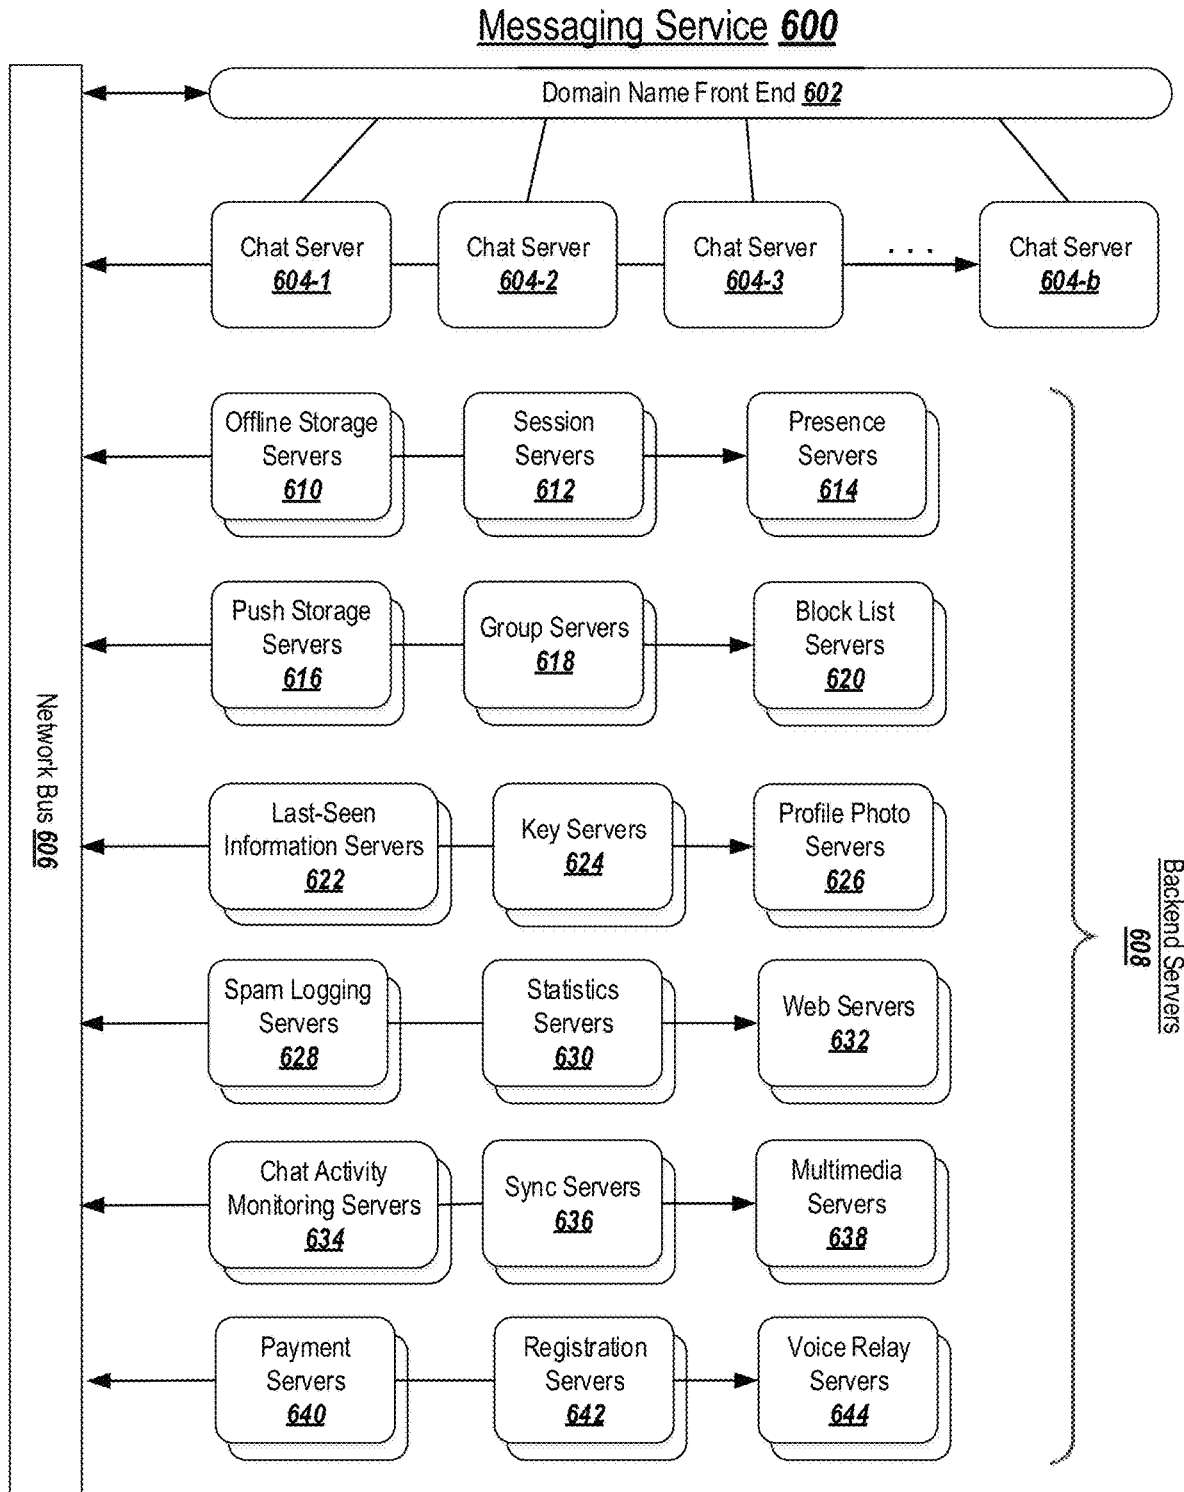 Messaging Service 600
Domain Name Front End 602
Chat Server
604-1
Chat Server
604-2
Chat Server
604-3
. . .
Chat Server
604-b
Offline Storage
Servers
610
Session
Servers
612
Presence
Servers
614
Push Storage
Servers
616
Group Servers
618
Block List
Servers
620
Network Bus 606
Last-Seen
Information Servers
622
Key Servers
624
Profile Photo
Servers
626
Backend Servers
608
Spam Logging
Servers
628
Statistics
Servers
630
Web Servers
632
Chat Activity
Monitoring Servers
634
Sync Servers
636
Multimedia
Servers
638
Payment
Servers
640
Registration
Servers
642
Voice Relay
Servers
644